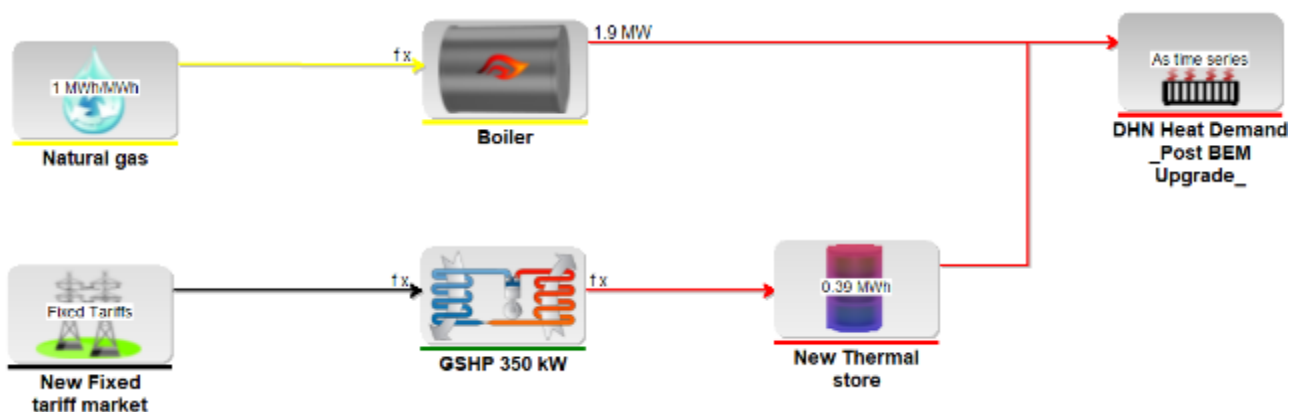 1 MWh/MWh
Natural gas
f x
Boiler
1.9 MW
As time series
DHN Heat Demand
_Post BEM
Upgrade_
Fixed Tariffs
New Fixed
tariff market
f x
GSHP 350 kW
f x
0.39 MWh
New Thermal
store